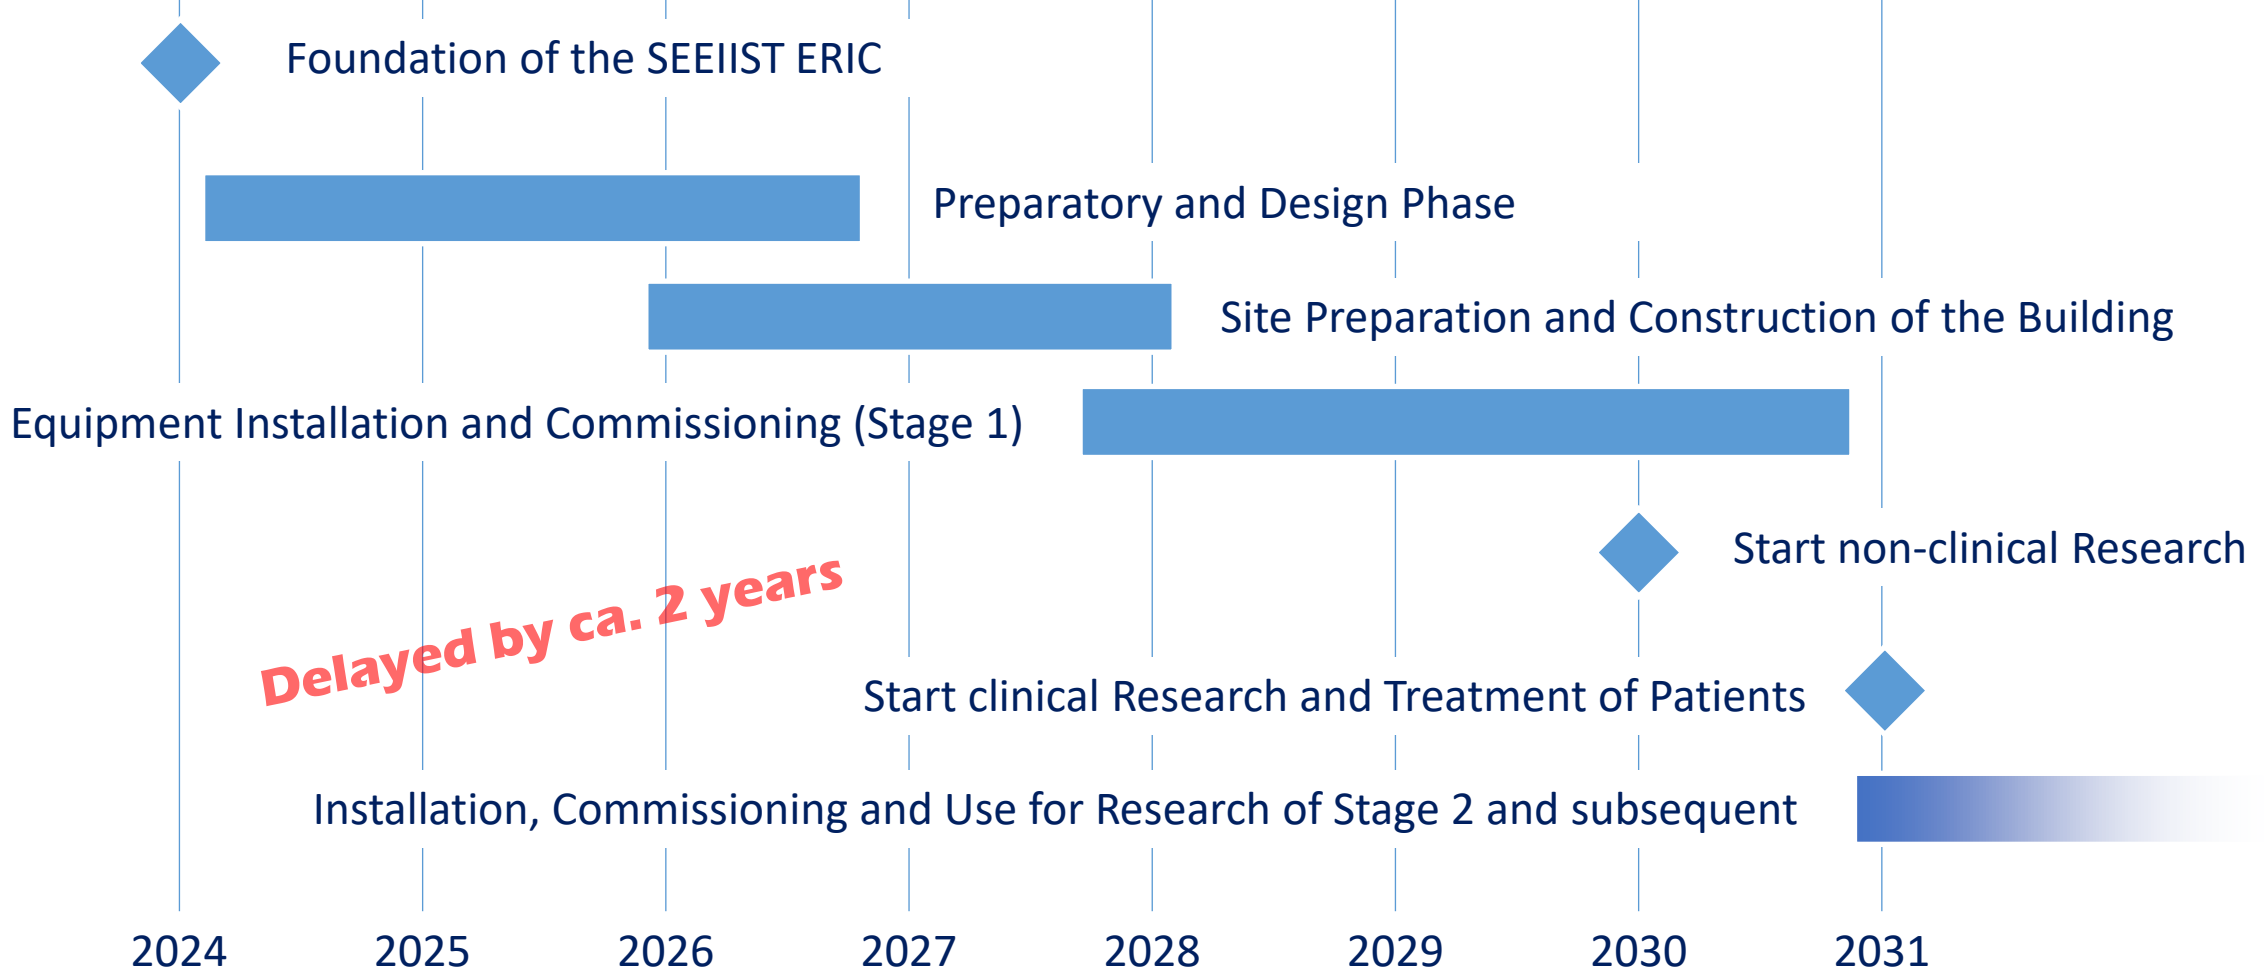 Foundation of the SEEIIST ERIC
Preparatory and Design Phase
Site Preparation and Construction of the Building
Equipment Installation and Commissioning (Stage 1)
Start non-clinical Research
Delayed by ca. 2 years
Start clinical Research and Treatment of Patients
Installation, Commissioning and Use for Research of Stage 2 and subsequent
2024 2025 2026 2027 2028 2029 2030 2031